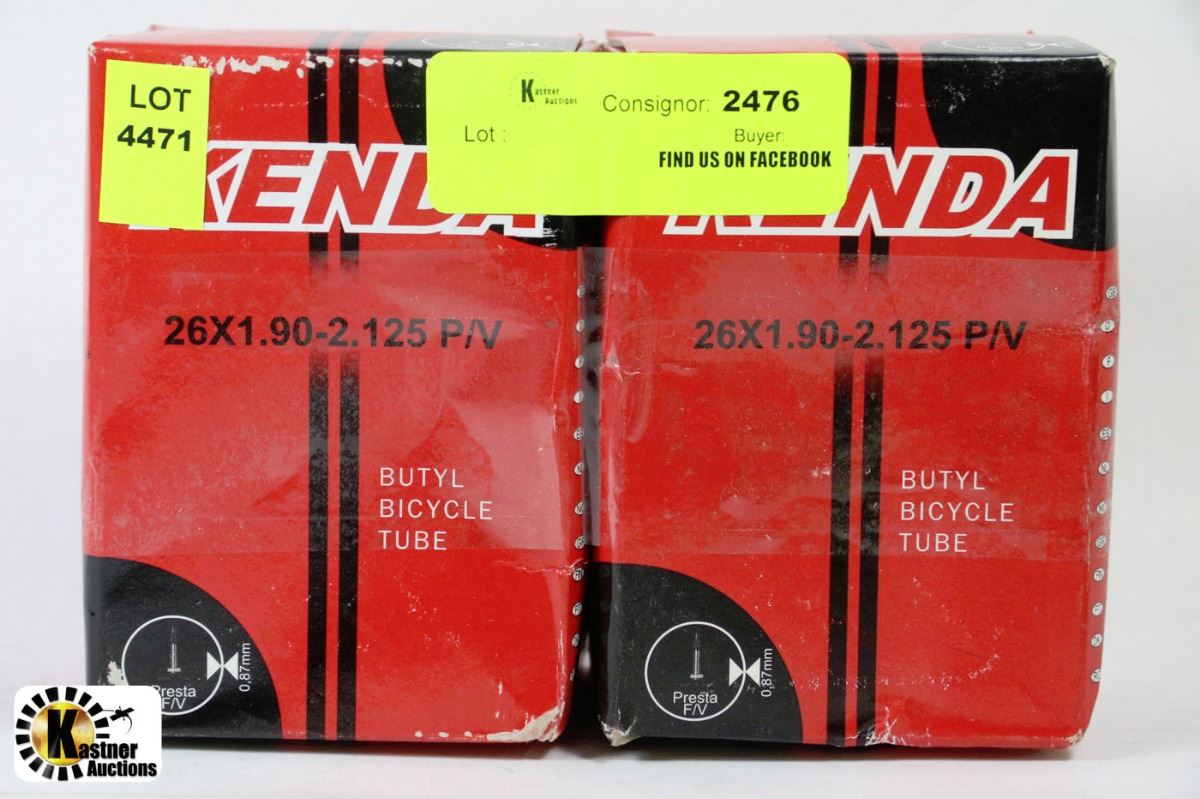 LOT
4471
Kastner
Auctions
Consignor: 2476
Lot :
Buyer:
FIND US ON FACEBOOK
KENDA
KENDA
26X1.90-2.125 P/V
26X1.90-2.125 P/V
BUTYL
BICYCLE
TUBE
BUTYL
BICYCLE
TUBE
Presta
F/V
0,87mm
Presta
F/V
0,87mm
Kastner
Auctions